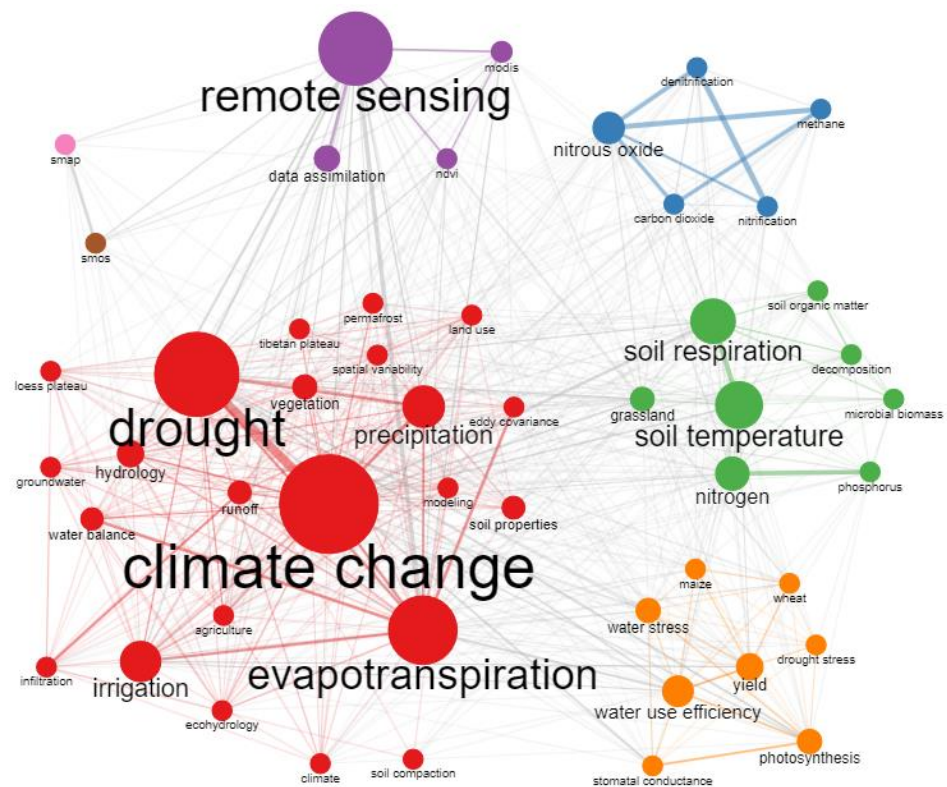 modis
remote sensing
denitrification
methane
nitrous oxide
smap
data assimilation
ndvi
carbon dioxide
nitrification
smos
permafrost
soil organic matter
land use
tibetan plateau
soil respiration
spatial variability
decomposition
loess plateau
vegetation
grassland
microbial biomass
eddy covariance
drought
precipitation
soil temperature
hydrology
groundwater
nitrogen
phosphorus
modeling
runoff
soil properties
water balance
climate change
maize
wheat
agriculture
water stress
drought stress
infiltration
irrigation
evapotranspiration
yield
water use efficiency
ecohydrology
photosynthesis
climate
soil compaction
stomatal conductance